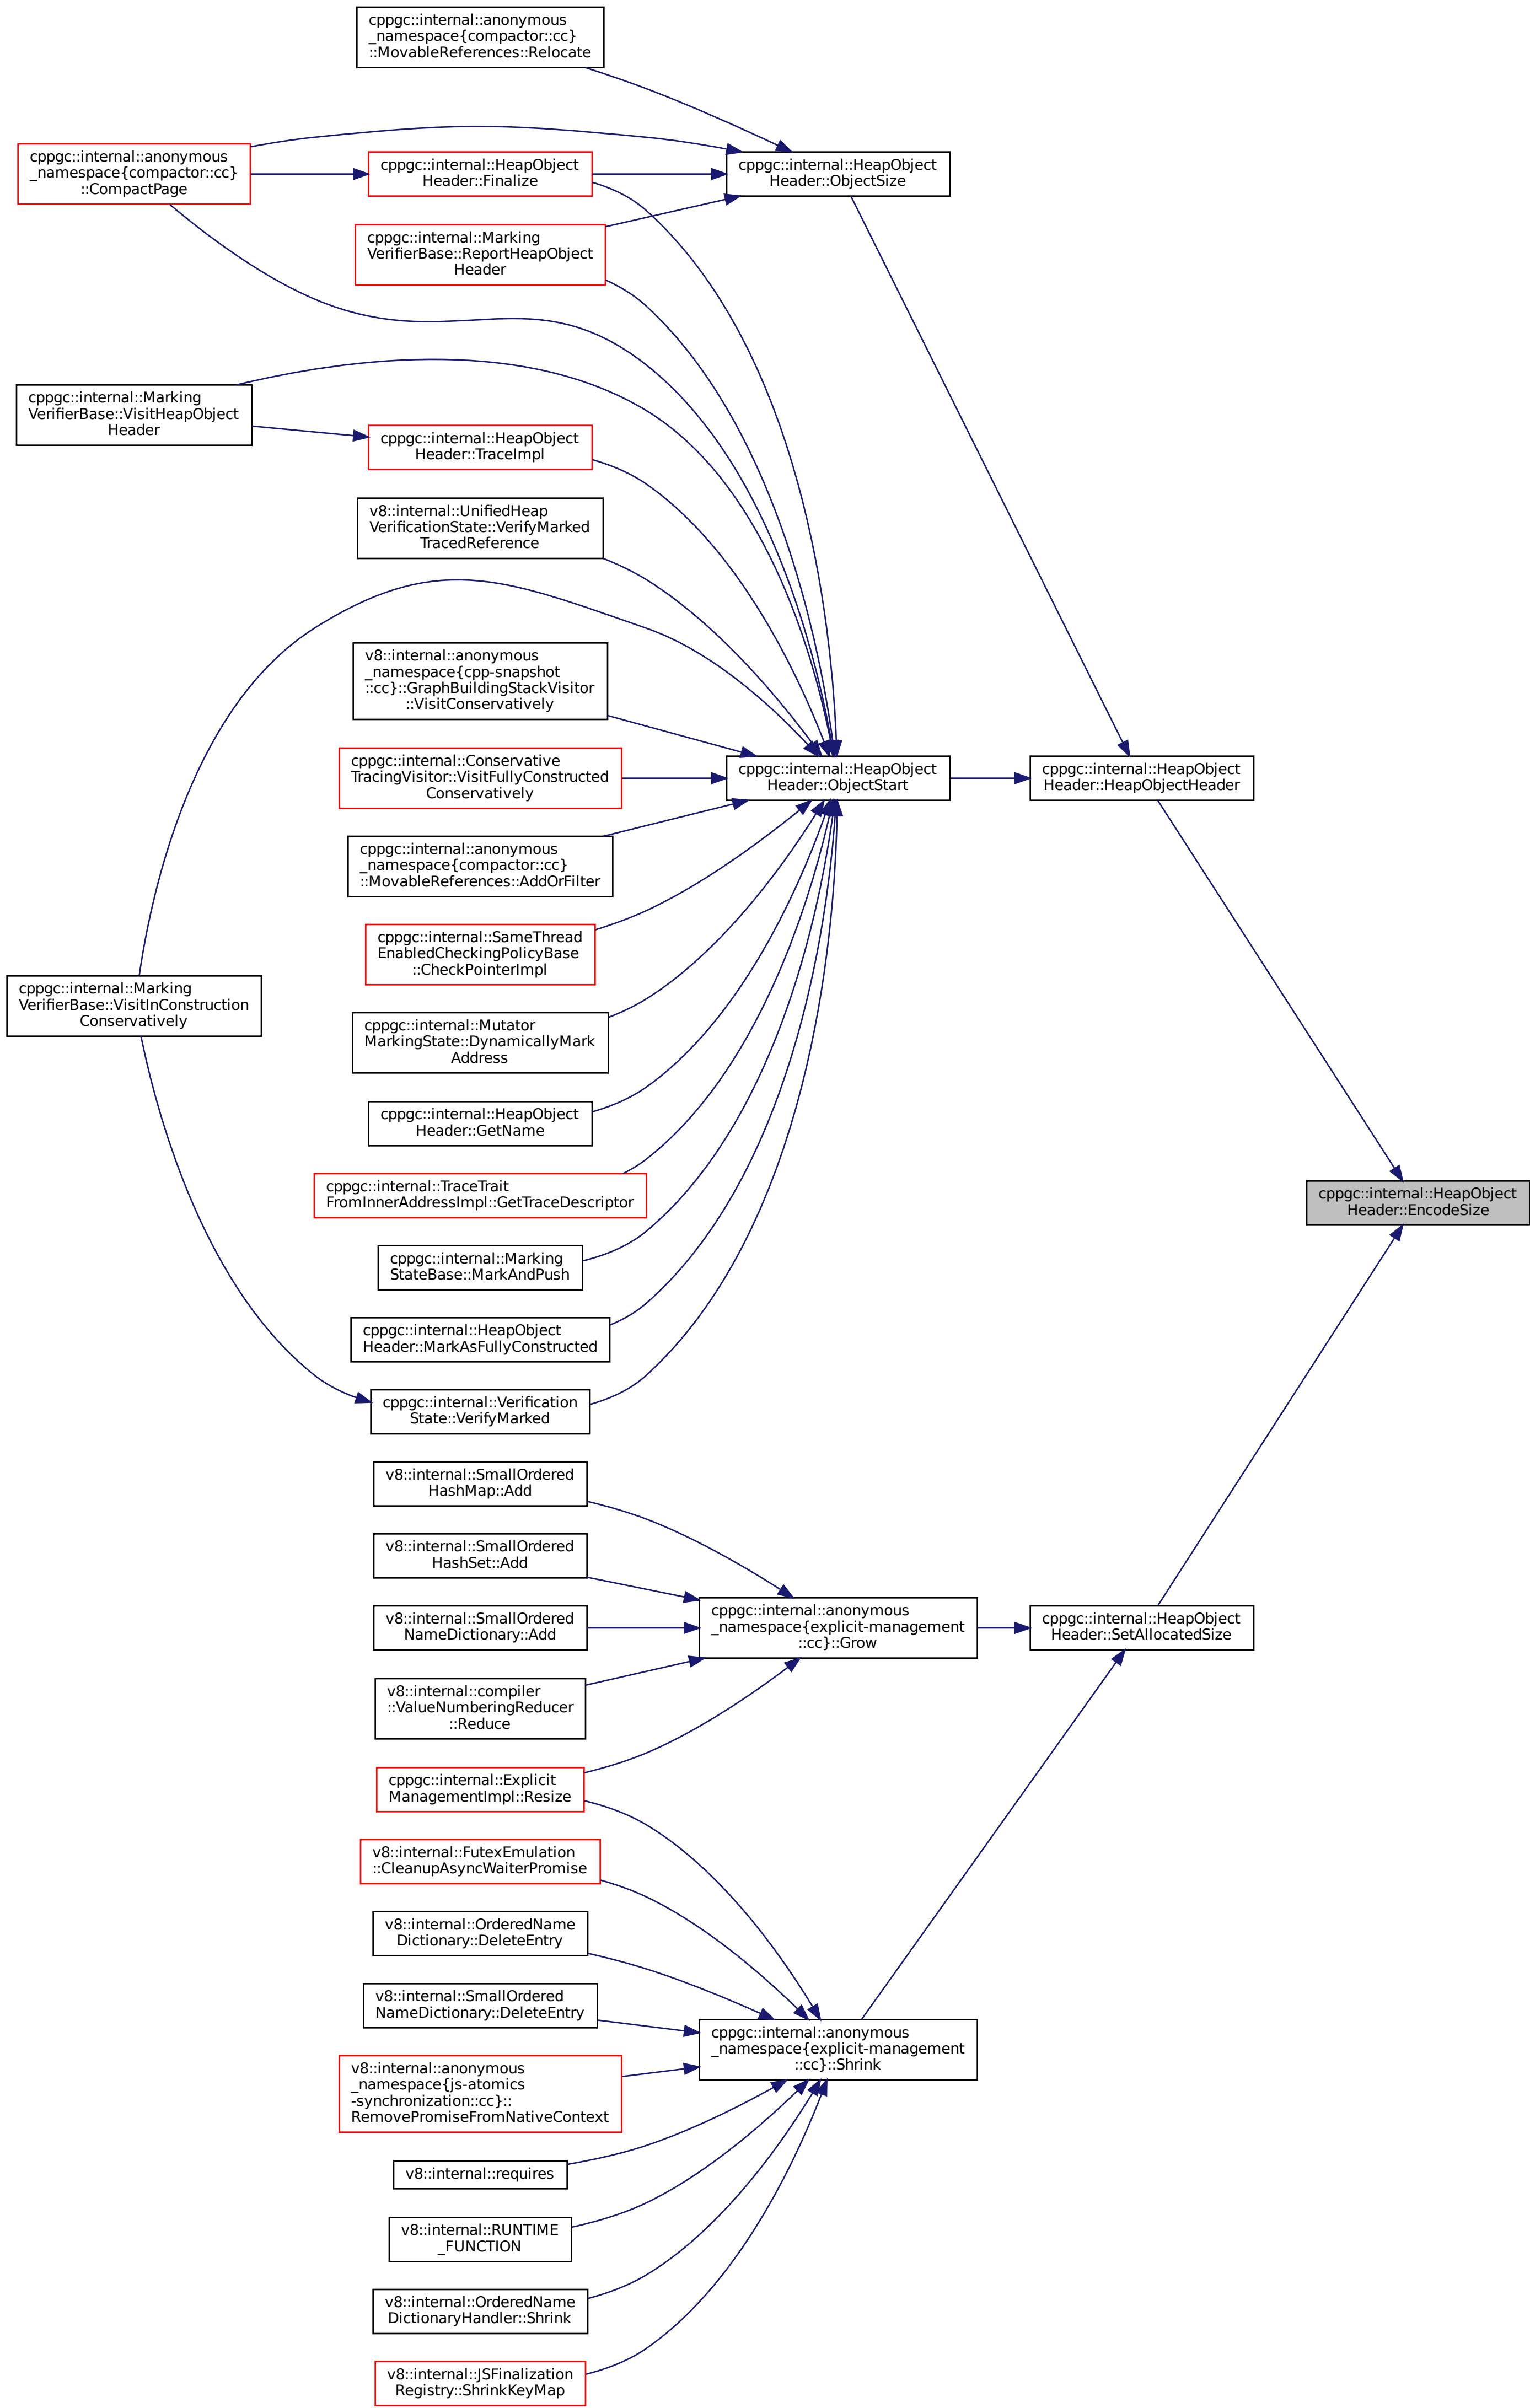 cppgc::internal::anonymous
_namespace{compactor::cc}
::MovableReferences::Relocate
cppgc::internal::anonymous
_namespace{compactor::cc}
::CompactPage
cppgc::internal::HeapObject
Header::Finalize
cppgc::internal::HeapObject
Header::ObjectSize
cppgc::internal::Marking
VerifierBase::ReportHeapObject
Header
cppgc::internal::Marking
VerifierBase::VisitHeapObject
Header
cppgc::internal::HeapObject
Header::TraceImpl
v8::internal::UnifiedHeap
VerificationState::VerifyMarked
TracedReference
v8::internal::anonymous
_namespace{cpp-snapshot
::cc}::GraphBuildingStackVisitor
::VisitConservatively
cppgc::internal::Conservative
TracingVisitor::VisitFullyConstructed
Conservatively
cppgc::internal::HeapObject
Header::ObjectStart
cppgc::internal::HeapObject
Header::HeapObjectHeader
cppgc::internal::anonymous
_namespace{compactor::cc}
::MovableReferences::AddOrFilter
cppgc::internal::SameThread
EnabledCheckingPolicyBase
::CheckPointerImpl
cppgc::internal::Marking
VerifierBase::VisitInConstruction
Conservatively
cppgc::internal::Mutator
MarkingState::DynamicallyMark
Address
cppgc::internal::HeapObject
Header::GetName
cppgc::internal::TraceTrait
FromInnerAddressImpl::GetTraceDescriptor
cppgc::internal::HeapObject
Header::EncodeSize
cppgc::internal::Marking
StateBase::MarkAndPush
cppgc::internal::HeapObject
Header::MarkAsFullyConstructed
cppgc::internal::Verification
State::VerifyMarked
v8::internal::SmallOrdered
HashMap::Add
v8::internal::SmallOrdered
HashSet::Add
v8::internal::SmallOrdered
NameDictionary::Add
cppgc::internal::anonymous
_namespace{explicit-management
::cc}::Grow
cppgc::internal::HeapObject
Header::SetAllocatedSize
v8::internal::compiler
::ValueNumberingReducer
::Reduce
cppgc::internal::Explicit
ManagementImpl::Resize
v8::internal::FutexEmulation
::CleanupAsyncWaiterPromise
v8::internal::OrderedName
Dictionary::DeleteEntry
v8::internal::SmallOrdered
NameDictionary::DeleteEntry
cppgc::internal::anonymous
_namespace{explicit-management
::cc}::Shrink
v8::internal::anonymous
_namespace{js-atomics
-synchronization::cc}::
RemovePromiseFromNativeContext
v8::internal::requires
v8::internal::RUNTIME
_FUNCTION
v8::internal::OrderedName
DictionaryHandler::Shrink
v8::internal::JSFinalization
Registry::ShrinkKeyMap